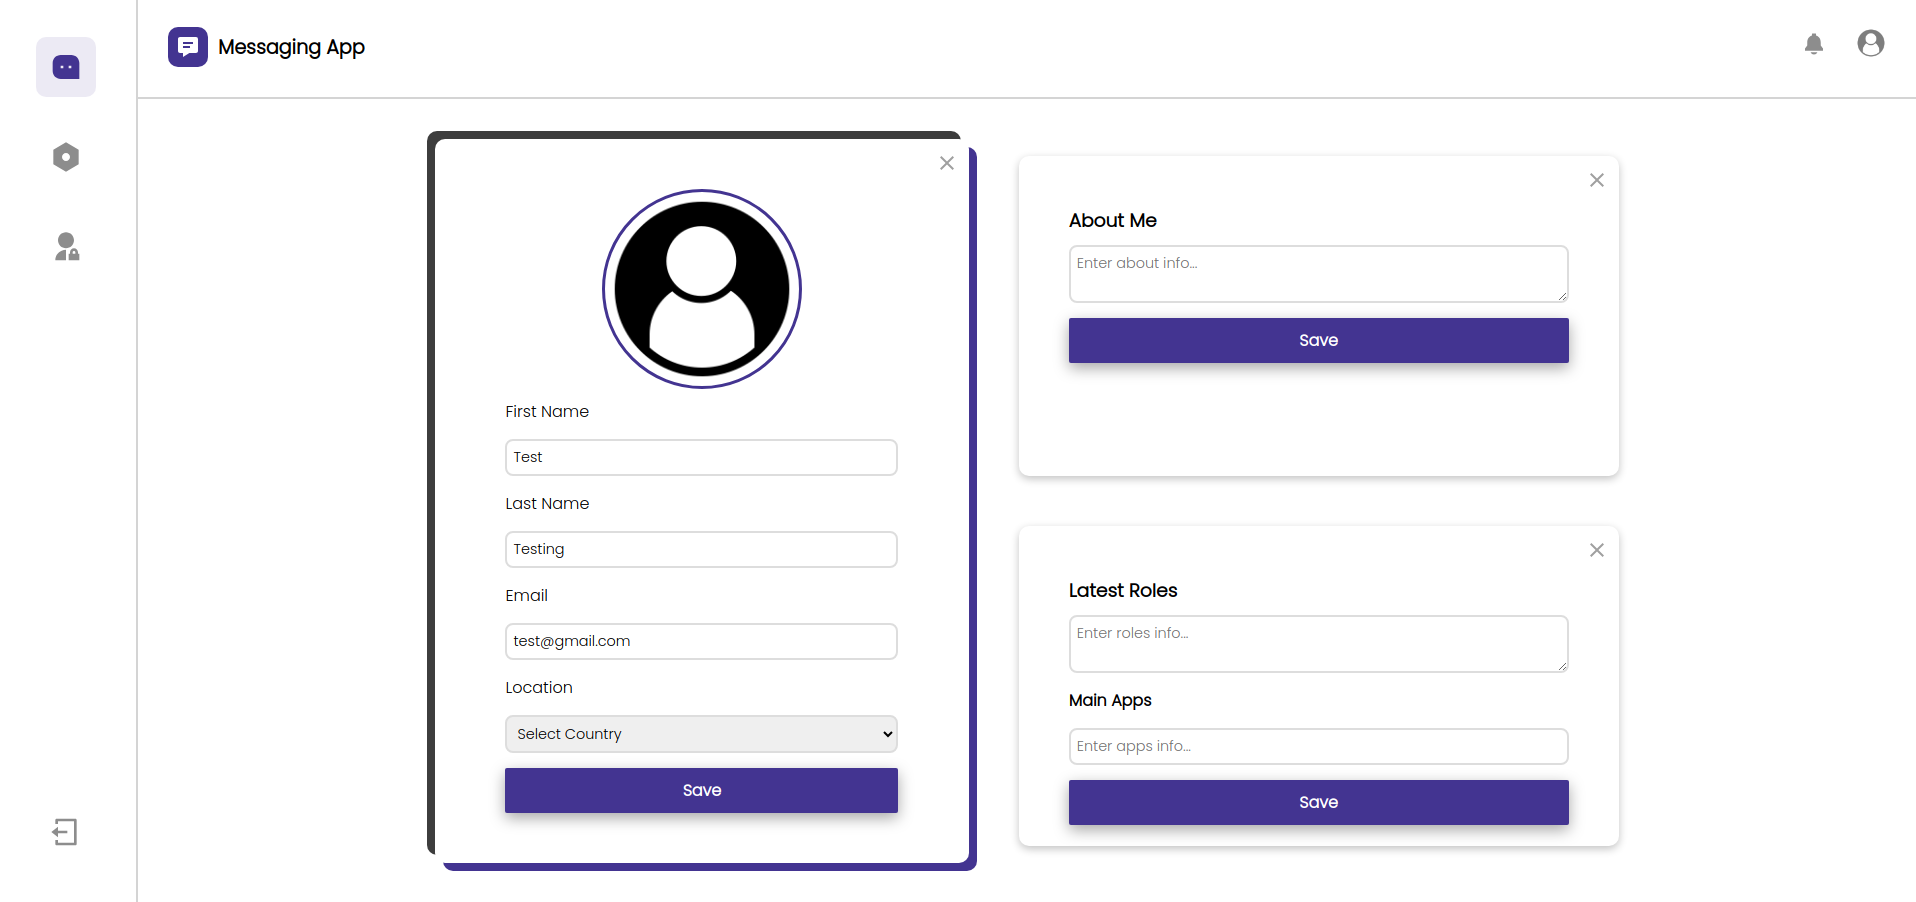 Messaging App
First Name
Test
Last Name
Testing
Email
test@gmail.com
Location
Select Country
Save
About Me
Enter about info...
Save
Latest Roles
Enter roles info...
Main Apps
Enter apps info...
Save